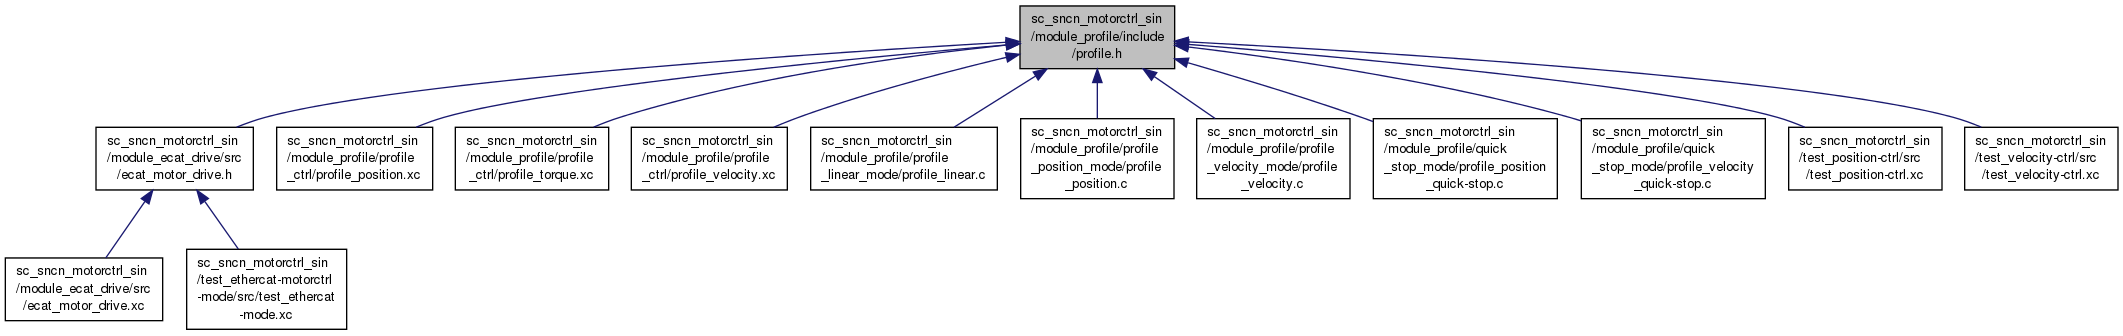 sc_sncn_motorctrl_sin
/module_profile/include
/profile.h
sc_sncn_motorctrl_sin
/module_ecat_drive/src
/ecat_motor_drive.h
sc_sncn_motorctrl_sin
/module_profile/profile
_ctrl/profile_position.xc
sc_sncn_motorctrl_sin
/module_profile/profile
_ctrl/profile_torque.xc
sc_sncn_motorctrl_sin
/module_profile/profile
_ctrl/profile_velocity.xc
sc_sncn_motorctrl_sin
/module_profile/profile
_linear_mode/profile_linear.c
sc_sncn_motorctrl_sin
/module_profile/profile
_position_mode/profile
_position.c
sc_sncn_motorctrl_sin
/module_profile/profile
_velocity_mode/profile
_velocity.c
sc_sncn_motorctrl_sin
/module_profile/quick
_stop_mode/profile_position
_quick-stop.c
sc_sncn_motorctrl_sin
/module_profile/quick
_stop_mode/profile_velocity
_quick-stop.c
sc_sncn_motorctrl_sin
/test_position-ctrl/src
/test_position-ctrl.xc
sc_sncn_motorctrl_sin
/test_velocity-ctrl/src
/test_velocity-ctrl.xc
sc_sncn_motorctrl_sin
/module_ecat_drive/src
/ecat_motor_drive.xc
sc_sncn_motorctrl_sin
/test_ethercat-motorctrl
-mode/src/test_ethercat
-mode.xc